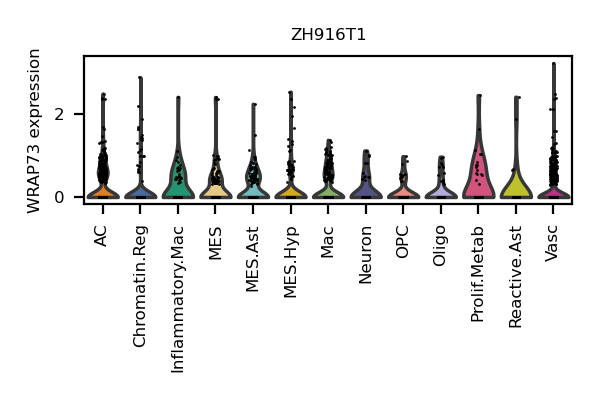 ZH916T1
WRAP73 expression
2
0
AC
Chromatin.Reg
Inflammatory.Mac
MES
MES.Ast
MES.Hyp
Mac
Neuron
OPC
Oligo
Prolif.Metab
Reactive.Ast
Vasc